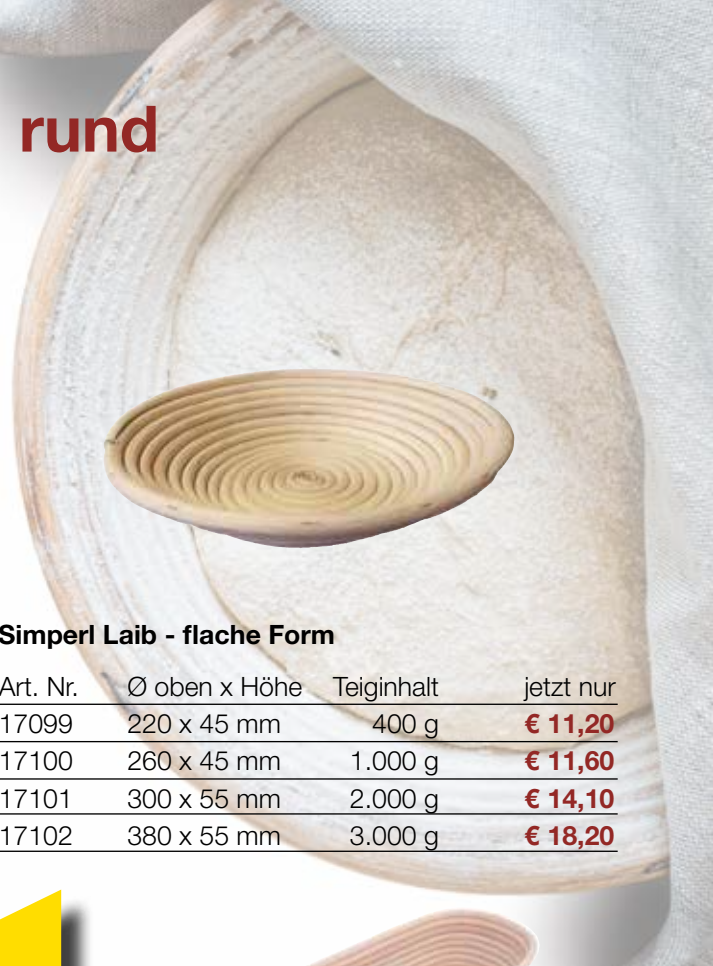 rund
Simperl Laib - flache Form
Art. Nr. Ø oben x Höhe Teiginhalt jetzt nur
17099 220 x 45 mm 400 g € 11,20
17100 260 x 45 mm 1.000 g € 11,60
17101 300 x 55 mm 2.000 g € 14,10
17102 380 x 55 mm 3.000 g € 18,20